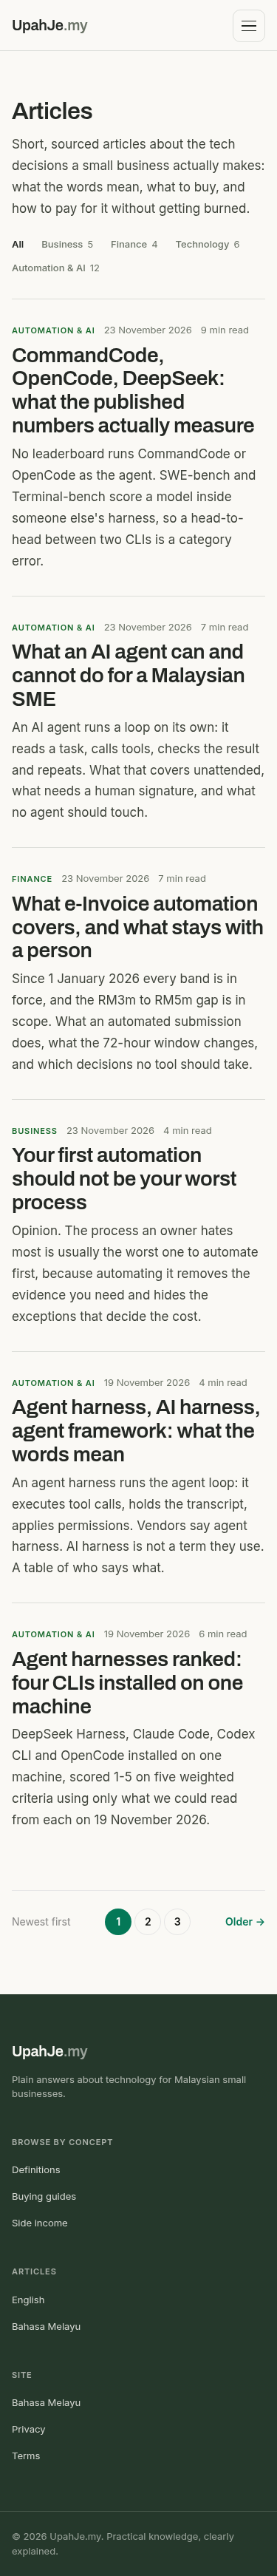 UpahJe.my
Articles
Short, sourced articles about the tech
decisions a small business actually makes:
what the words mean, what to buy, and
how to pay for it without getting burned.
All Business 5 Finance 4 Technology 6
Automation & AI 12
AUTOMATION & AI 23 November 2026 9 min read
CommandCode,
OpenCode, DeepSeek:
what the published
numbers actually measure
No leaderboard runs CommandCode or
OpenCode as the agent. SWE-bench and
Terminal-bench score a model inside
someone else's harness, so a head-to-
head between two CLIs is a category
error.
AUTOMATION & AI 23 November 2026 7 min read
What an AI agent can and
cannot do for a Malaysian
SME
An AI agent runs a loop on its own: it
reads a task, calls tools, checks the result
and repeats. What that covers unattended,
what needs a human signature, and what
no agent should touch.
FINANCE 23 November 2026 7 min read
What e-Invoice automation
covers, and what stays with
a person
Since 1 January 2026 every band is in
force, and the RM3m to RM5m gap is in
scope. What an automated submission
does, what the 72-hour window changes,
and which decisions no tool should take.
BUSINESS 23 November 2026 4 min read
Your first automation
should not be your worst
process
Opinion. The process an owner hates
most is usually the worst one to automate
first, because automating it removes the
evidence you need and hides the
exceptions that decide the cost.
AUTOMATION & AI 19 November 2026 4 min read
Agent harness, AI harness,
agent framework: what the
words mean
An agent harness runs the agent loop: it
executes tool calls, holds the transcript,
applies permissions. Vendors say agent
harness. AI harness is not a term they use.
A table of who says what.
AUTOMATION & AI 19 November 2026 6 min read
Agent harnesses ranked:
four CLIs installed on one
machine
DeepSeek Harness, Claude Code, Codex
CLI and OpenCode installed on one
machine, scored 1-5 on five weighted
criteria using only what we could read
from each on 19 November 2026.
Newest first 1 2 3 Older →
UpahJe.my
Plain answers about technology for Malaysian small
businesses.
BROWSE BY CONCEPT
Definitions
Buying guides
Side income
ARTICLES
English
Bahasa Melayu
SITE
Bahasa Melayu
Privacy
Terms
© 2026 UpahJe.my. Practical knowledge, clearly
explained.